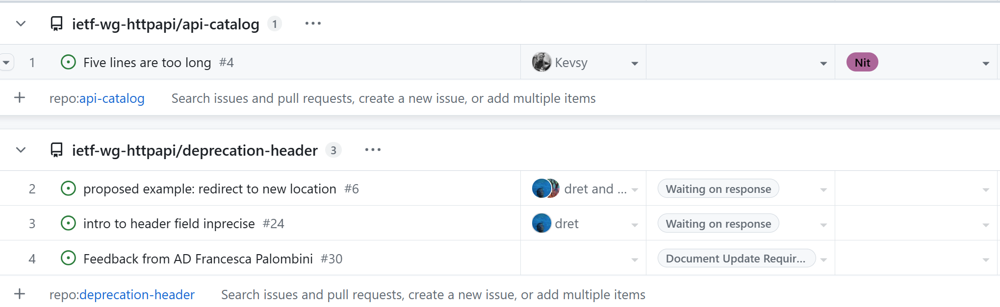 ietf-wg-httpapi/api-catalog 1 ...
1 Five lines are too long #4 Kevsy Nit
repo:api-catalog Search issues and pull requests, create a new issue, or add multiple items
ietf-wg-httpapi/deprecation-header 3 ...
2 proposed example: redirect to new location #6 dret and ... Waiting on response
3 intro to header field inprecise #24 dret Waiting on response
4 Feedback from AD Francesca Palombini #30 Document Update Requir...
repo:deprecation-header Search issues and pull requests, create a new issue, or add multiple items